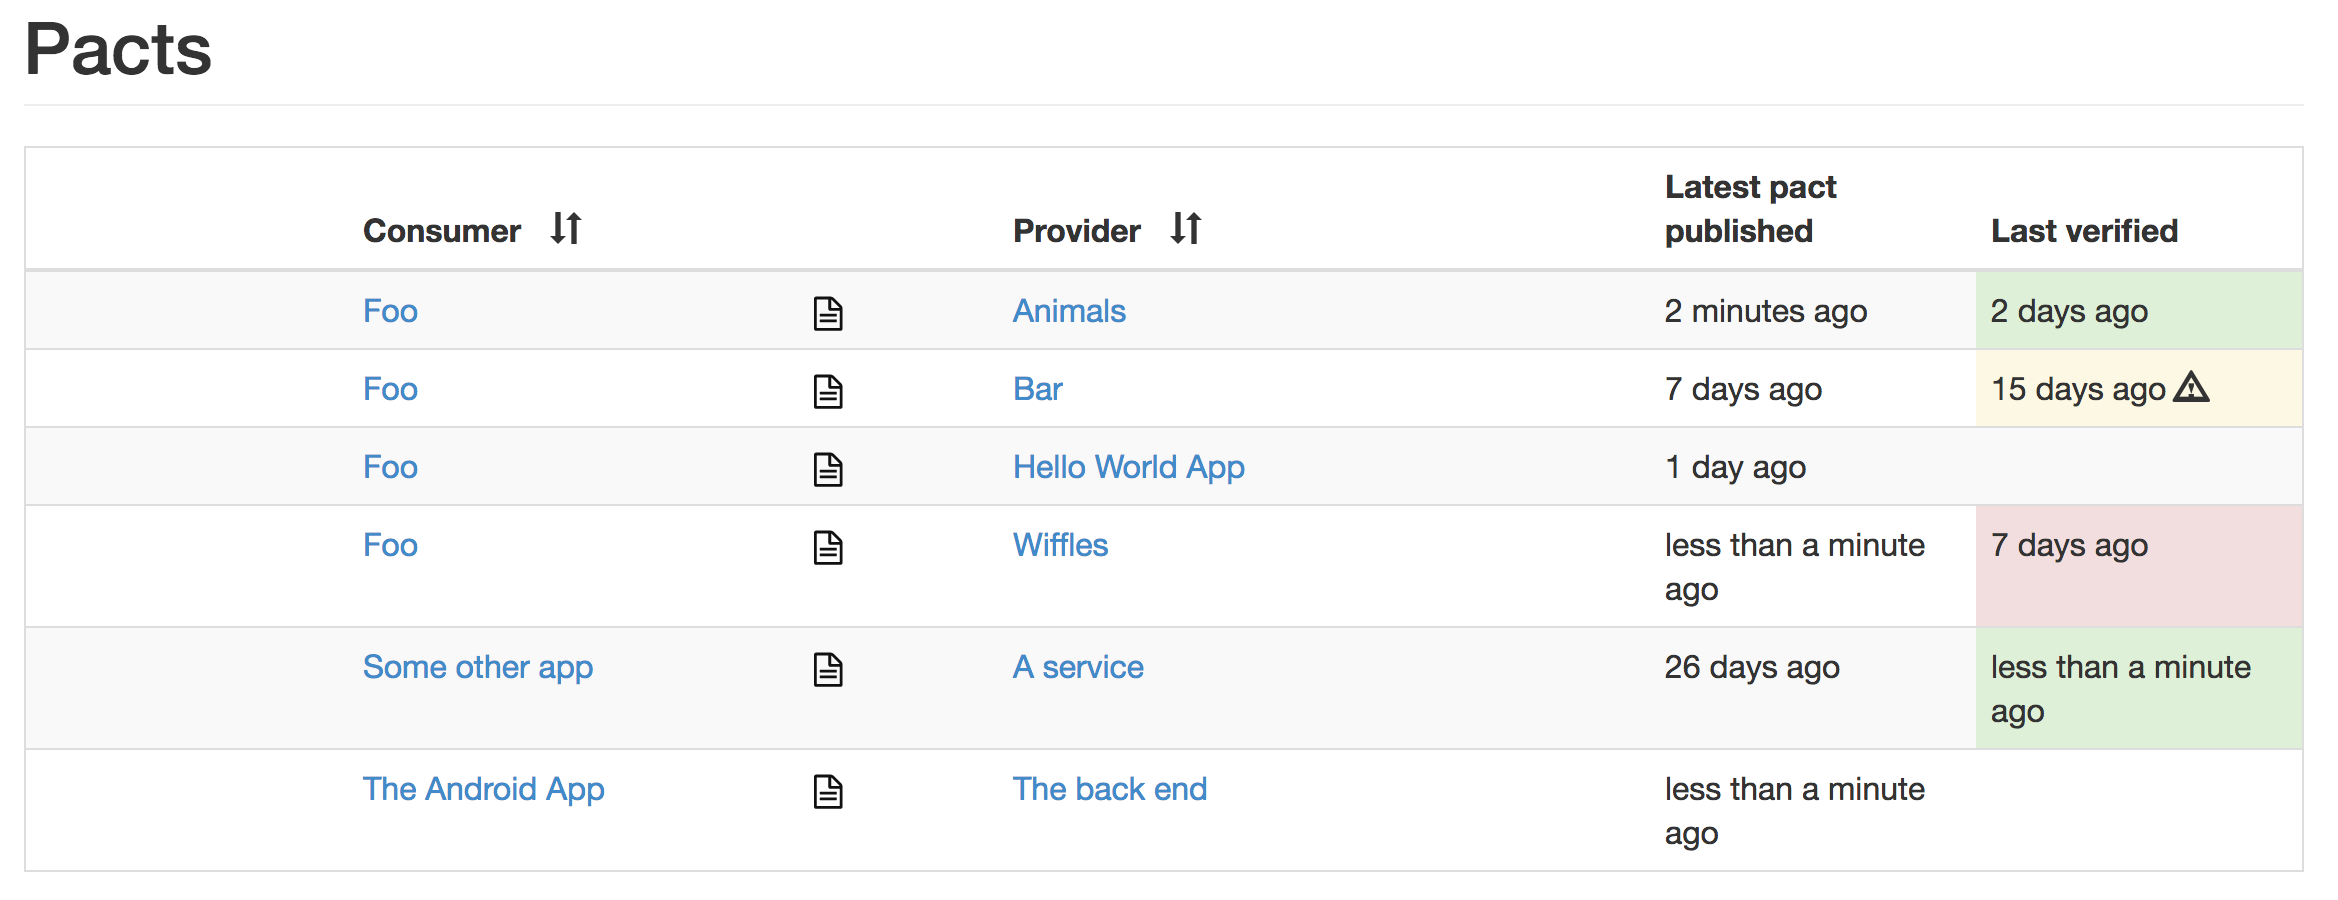 Pacts
Consumer
Provider
Latest pact
published
Last verified
Foo
Animals
2 minutes ago
2 days ago
Foo
Bar
7 days ago
15 days ago
Foo
Hello World App
1 day ago
Foo
Wiffles
less than a minute
ago
7 days ago
Some other app
A service
26 days ago
less than a minute
ago
The Android App
The back end
less than a minute
ago